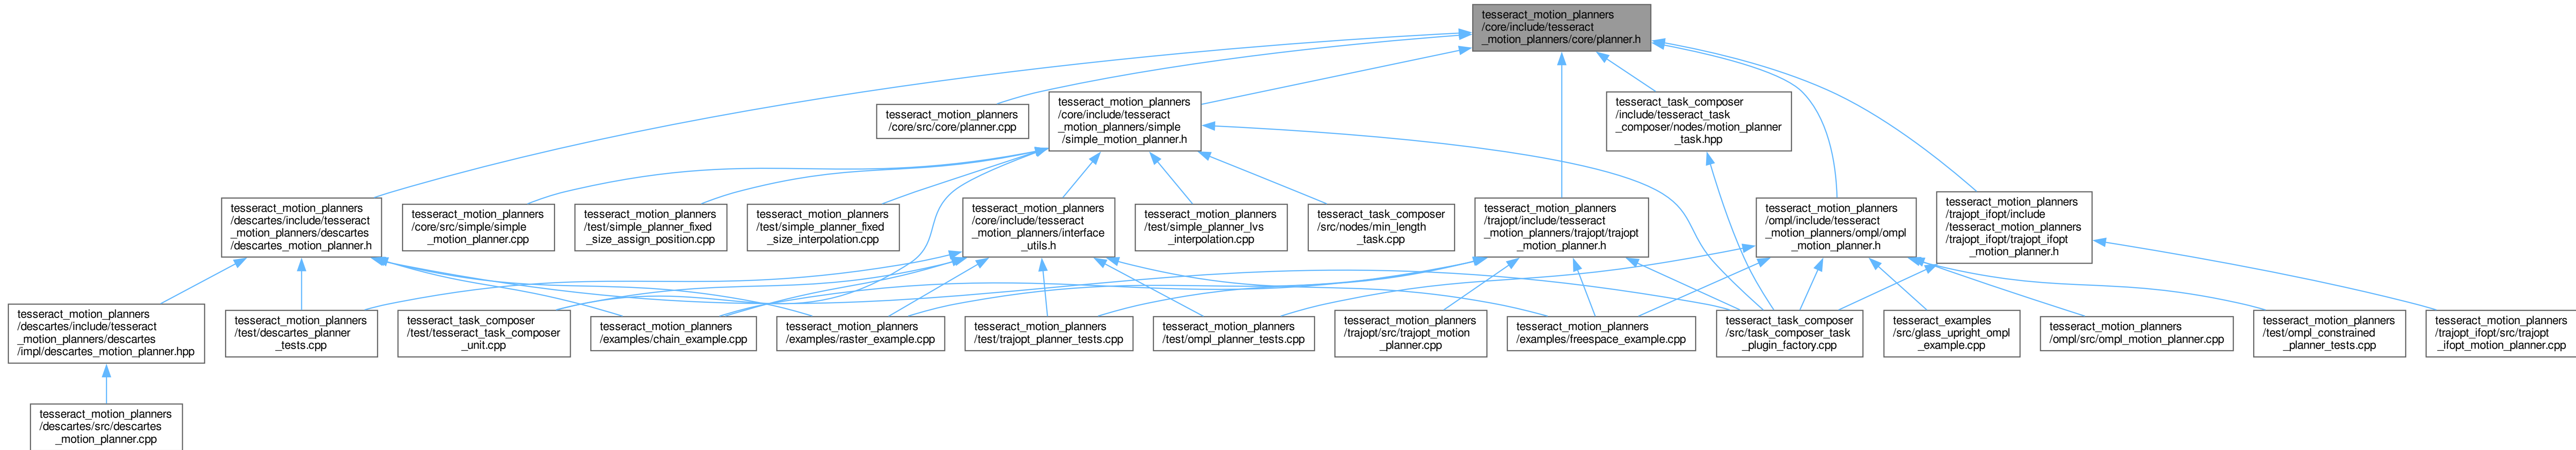 tesseract_motion_planners
/core/include/tesseract
_motion_planners/core/planner.h
tesseract_motion_planners
/core/src/core/planner.cpp
tesseract_motion_planners
/core/include/tesseract
_motion_planners/simple
/simple_motion_planner.h
tesseract_task_composer
/include/tesseract_task
_composer/nodes/motion_planner
_task.hpp
tesseract_motion_planners
/descartes/include/tesseract
_motion_planners/descartes
/descartes_motion_planner.h
tesseract_motion_planners
/core/src/simple/simple
_motion_planner.cpp
tesseract_motion_planners
/test/simple_planner_fixed
_size_assign_position.cpp
tesseract_motion_planners
/test/simple_planner_fixed
_size_interpolation.cpp
tesseract_motion_planners
/core/include/tesseract
_motion_planners/interface
_utils.h
tesseract_motion_planners
/test/simple_planner_lvs
_interpolation.cpp
tesseract_task_composer
/src/nodes/min_length
_task.cpp
tesseract_motion_planners
/trajopt/include/tesseract
_motion_planners/trajopt/trajopt
_motion_planner.h
tesseract_motion_planners
/ompl/include/tesseract
_motion_planners/ompl/ompl
_motion_planner.h
tesseract_motion_planners
/trajopt_ifopt/include
/tesseract_motion_planners
/trajopt_ifopt/trajopt_ifopt
_motion_planner.h
tesseract_motion_planners
/descartes/include/tesseract
_motion_planners/descartes
/impl/descartes_motion_planner.hpp
tesseract_motion_planners
/test/descartes_planner
_tests.cpp
tesseract_task_composer
/test/tesseract_task_composer
_unit.cpp
tesseract_motion_planners
/examples/chain_example.cpp
tesseract_motion_planners
/examples/raster_example.cpp
tesseract_motion_planners
/test/trajopt_planner_tests.cpp
tesseract_motion_planners
/test/ompl_planner_tests.cpp
tesseract_motion_planners
/trajopt/src/trajopt_motion
_planner.cpp
tesseract_motion_planners
/examples/freespace_example.cpp
tesseract_task_composer
/src/task_composer_task
_plugin_factory.cpp
tesseract_examples
/src/glass_upright_ompl
_example.cpp
tesseract_motion_planners
/ompl/src/ompl_motion_planner.cpp
tesseract_motion_planners
/test/ompl_constrained
_planner_tests.cpp
tesseract_motion_planners
/trajopt_ifopt/src/trajopt
_ifopt_motion_planner.cpp
tesseract_motion_planners
/descartes/src/descartes
_motion_planner.cpp